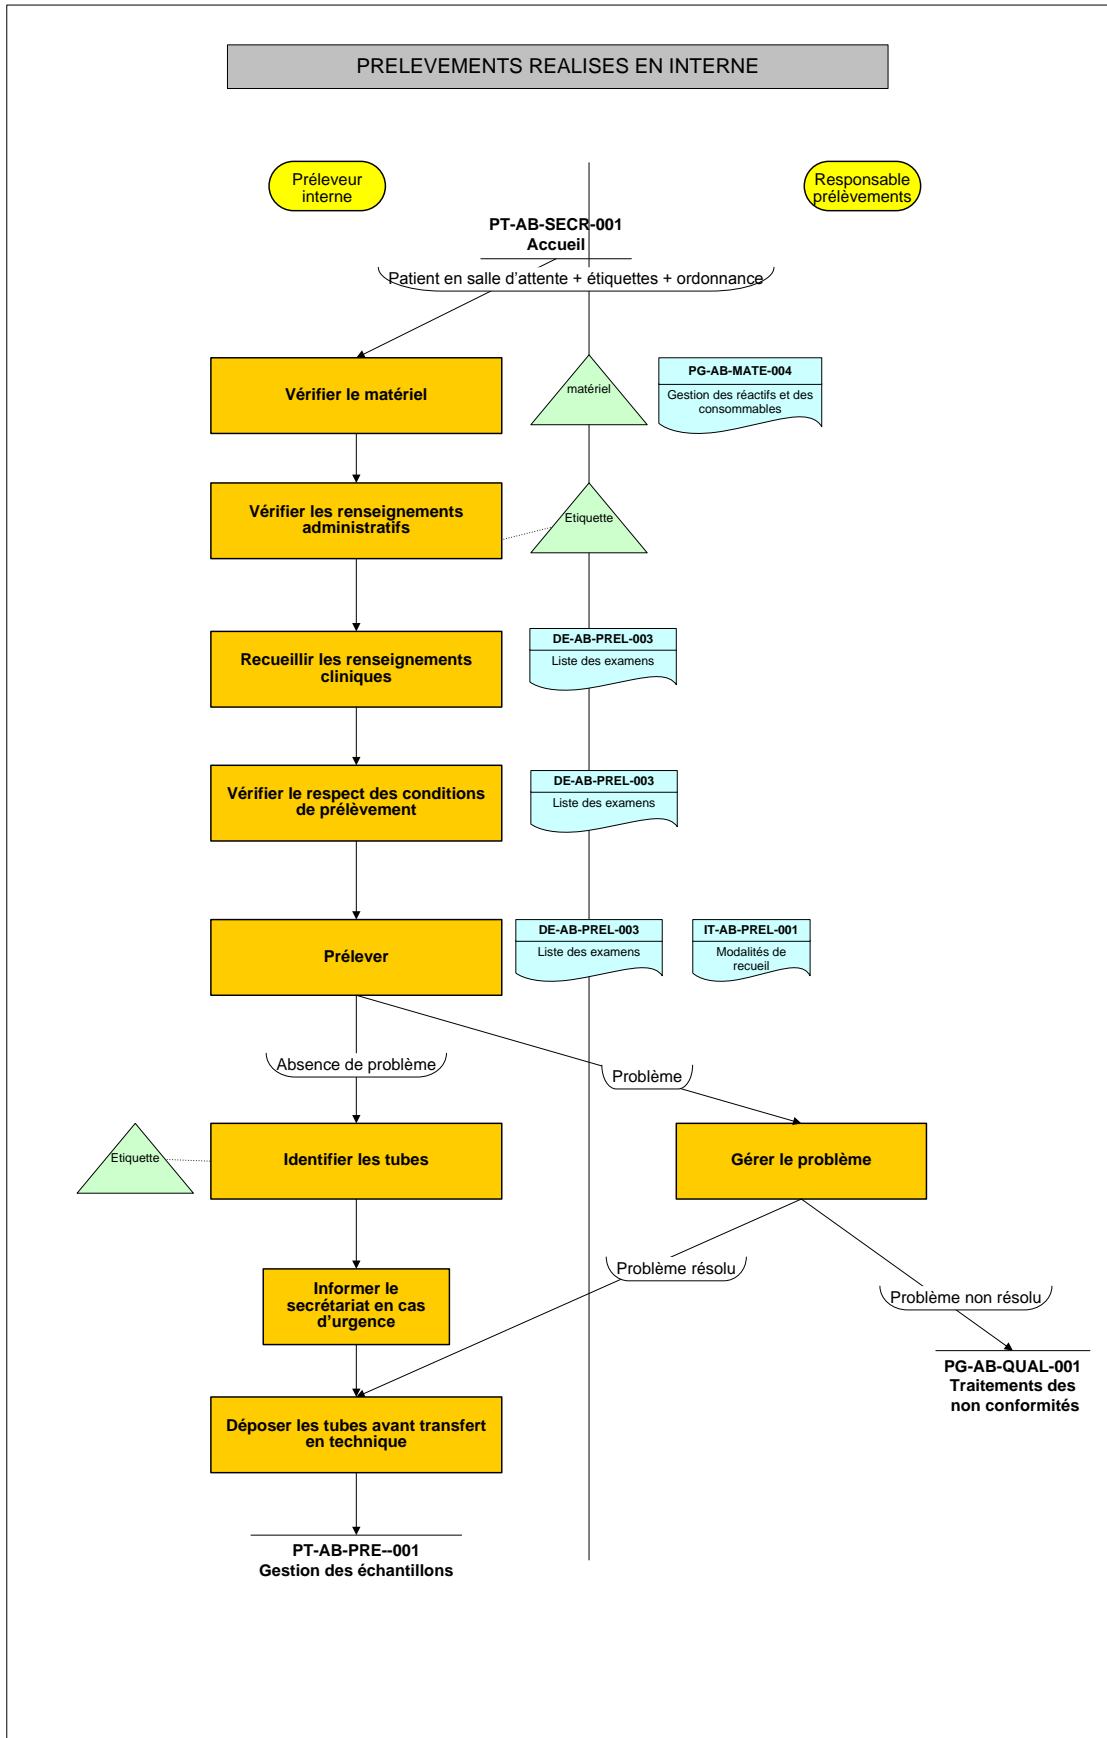 PRELEVEMENTS REALISES EN INTERNE
Préleveur
interne
Responsable
prélèvements
PT-AB-SECR-001
Accueil
Patient en salle d’attente + étiquettes + ordonnance
Vérifier le matériel
matériel
PG-AB-MATE-004
Gestion des réactifs et des
consommables
Vérifier les renseignements
administratifs
Etiquette
Recueillir les renseignements
cliniques
DE-AB-PREL-003
Liste des examens
Vérifier le respect des conditions
de prélèvement
DE-AB-PREL-003
Liste des examens
Prélever
DE-AB-PREL-003
Liste des examens
IT-AB-PREL-001
Modalités de
recueil
Absence de problème
Problème
Etiquette
Identifier les tubes
Gérer le problème
Problème résolu
Informer le
secrétariat en cas
d’urgence
Problème non résolu
PG-AB-QUAL-001
Traitements des
non conformités
Déposer les tubes avant transfert
en technique
PT-AB-PRE--001
Gestion des échantillons